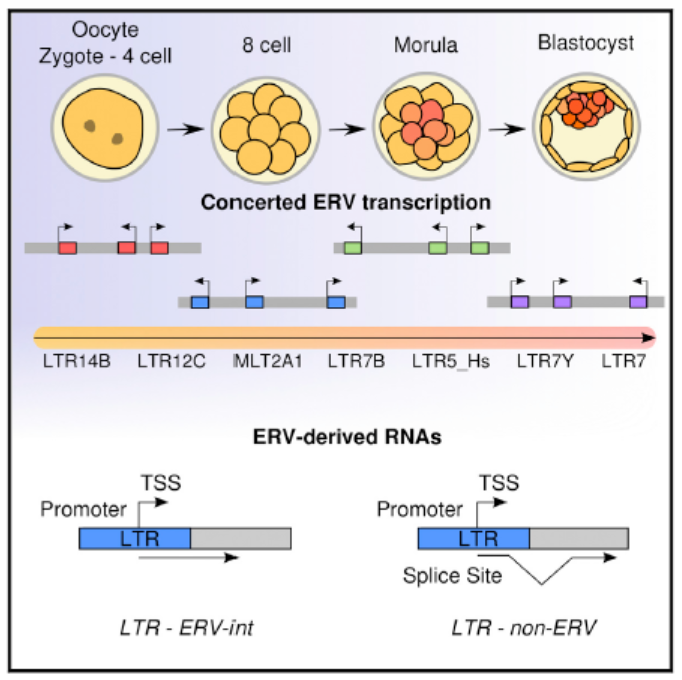 Oocyte
Zygote - 4 cell
8 cell
Morula
Blastocyst
Concerted ERV transcription
LTR14B
LTR12C
MLT2A1
LTR7B
LTR5_Hs
LTR7Y
LTR7
ERV-derived RNAs
TSS
Promoter
LTR
LTR - ERV-int
TSS
Promoter
LTR
Splice Site
LTR - non-ERV